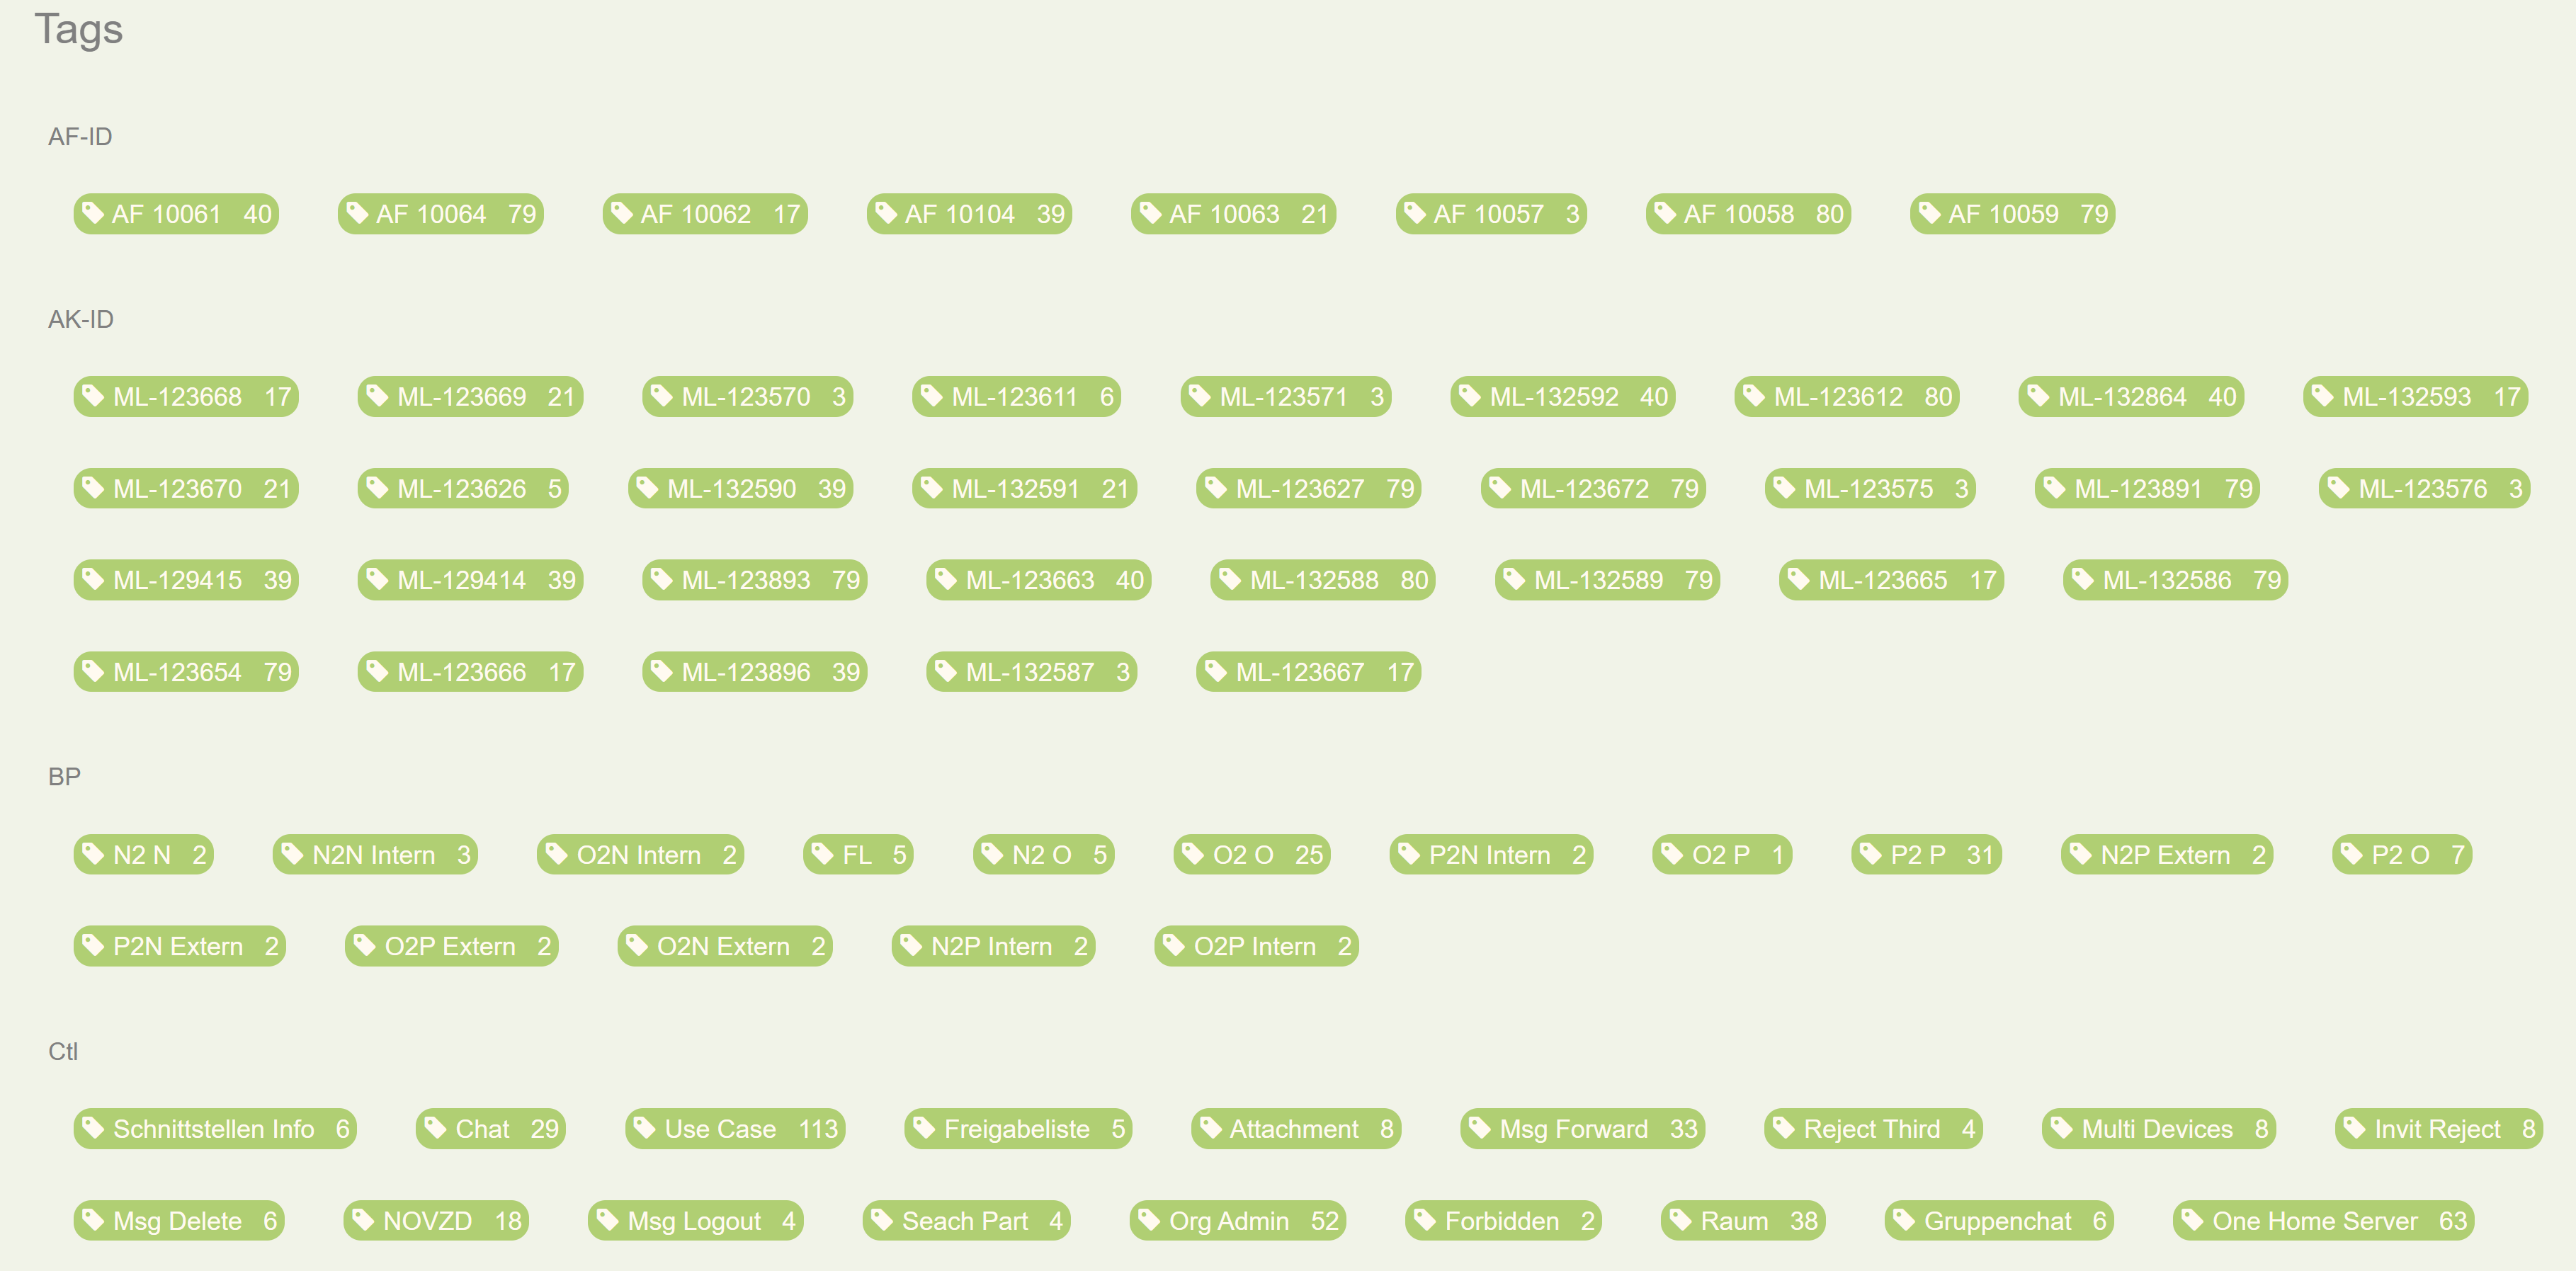 Tags
AF-ID
AF 10061 40 AF 10064 79 AF 10062 17 AF 10104 39 AF 10063 21 AF 10057 3 AF 10058 80 AF 10059 79
AK-ID
ML-123668 17 ML-123669 21 ML-123570 3 ML-123611 6 ML-123571 3 ML-132592 40 ML-123612 80 ML-132864 40 ML-132593 17
ML-123670 21 ML-123626 5 ML-132590 39 ML-132591 21 ML-123627 79 ML-123672 79 ML-123575 3 ML-123891 79 ML-123576 3
ML-129415 39 ML-129414 39 ML-123893 79 ML-123663 40 ML-132588 80 ML-132589 79 ML-123665 17 ML-132586 79
ML-123654 79 ML-123666 17 ML-123896 39 ML-132587 3 ML-123667 17
BP
N2 N 2 N2N Intern 3 O2N Intern 2 FL 5 N2 O 5 O2 O 25 P2N Intern 2 O2 P 1 P2 P 31 N2P Extern 2 P2 O 7
P2N Extern 2 O2P Extern 2 O2N Extern 2 N2P Intern 2 O2P Intern 2
Ctl
Schnittstellen Info 6 Chat 29 Use Case 113 Freigabeliste 5 Attachment 8 Msg Forward 33 Reject Third 4 Multi Devices 8 Invit Reject 8
Msg Delete 6 NOVZD 18 Msg Logout 4 Seach Part 4 Org Admin 52 Forbidden 2 Raum 38 Gruppenchat 6 One Home Server 63